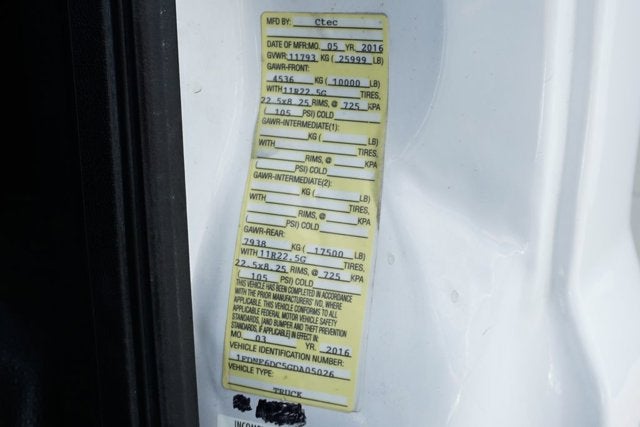 MFD BY: Ctec
DATE OF MFR: MO. 05 YR. 2016
GVWR 11793 KG ( 25999 LB)
GAWR-FRONT:
4536 KG ( 10000 LB)
WITH 11R22.5G TIRES,
22.5x8.25 RIMS, @ 725 KPA
( 105 PSI) COLD
GAWR-INTERMEDIATE(1):
KG ( LB)
WITH TIRES,
RIMS, @ KPA
( PSI) COLD
GAWR-INTERMEDIATE(2):
KG ( LB)
WITH TIRES,
RIMS, @ KPA
( PSI) COLD
GAWR-REAR:
7938 KG ( 17500 LB)
WITH 11R22.5G TIRES,
22.5x8.25 RIMS, @ 725 KPA
( 105 PSI) COLD
THIS VEHICLE HAS BEEN COMPLETED IN ACCORDANCE
WITH THE PRIOR MANUFACTURERS' IVD, WHERE
APPLICABLE. THIS VEHICLE CONFORMS TO ALL
APPLICABLE FEDERAL MOTOR VEHICLE SAFETY
STANDARDS, [AND BUMPER AND THEFT PREVENTION
STANDARDS, IF APPLICABLE] IN EFFECT IN:
MO. 03 YR. 2016
VEHICLE IDENTIFICATION NUMBER:
1FDNF6DC5GDA05026
VEHICLE TYPE:
TRUCK